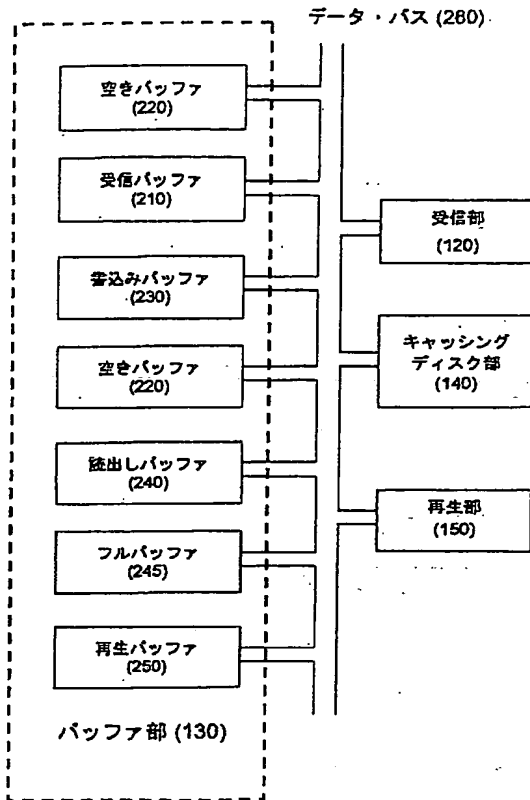 データ・バス (280)
空きバッファ
(220)
受信バッファ
(210)
書込みバッファ
(230)
空きバッファ
(220)
読出しバッファ
(240)
フルバッファ
(245)
再生バッファ
(250)
バッファ部 (130)
受信部
(120)
キャッシング
ディスク部
(140)
再生部
(150)